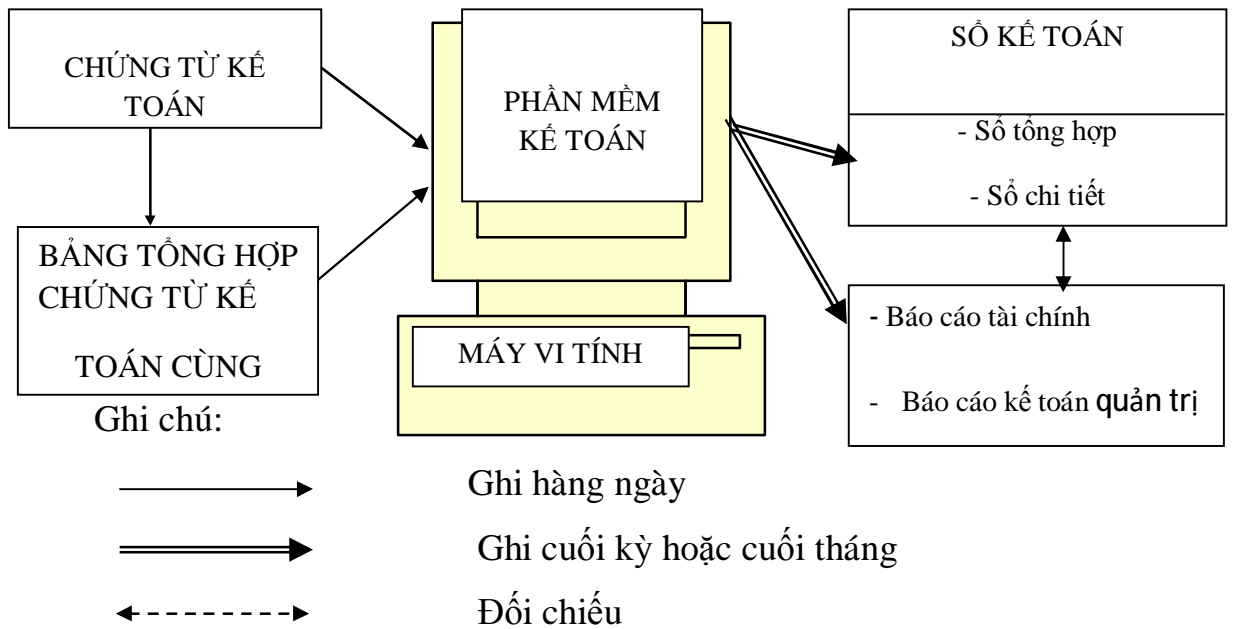 CHỨNG TỪ KẾ
TOÁN
BẢNG TỔNG HỢP
CHỨNG TỪ KẾ
TOÁN CÙNG
PHẦN MỀM
KẾ TOÁN
MÁY VI TÍNH
SỔ KẾ TOÁN
- Sổ tổng hợp
- Sổ chi tiết
- Báo cáo tài chính
- Báo cáo kế toán quản trị
Ghi chú:
Ghi hàng ngày
Ghi cuối kỳ hoặc cuối tháng
Đối chiếu